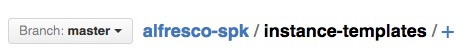 Branch: master alfresco-spk / instance-templates / +